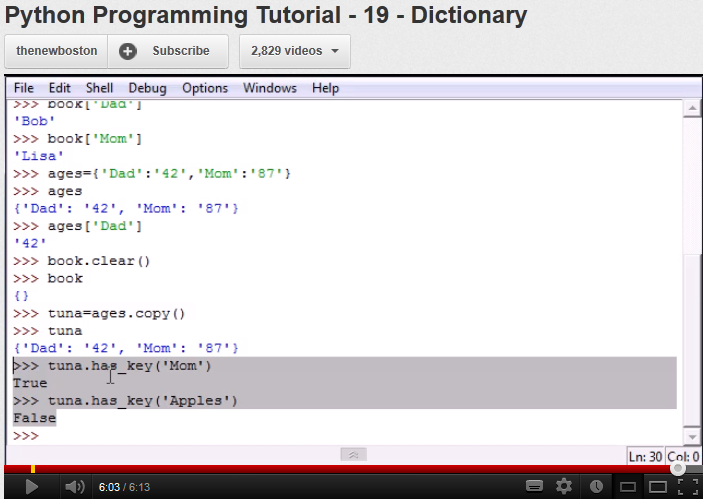 Python Programming Tutorial - 19 - Dictionary
thenewboston Subscribe 2,829 videos
File Edit Shell Debug Options Windows Help
>>> book['Dad']
'Bob'
>>> book['Mom']
'Lisa'
>>> ages={'Dad':'42','Mom':'87'}
>>> ages
{'Dad': '42', 'Mom': '87'}
>>> ages['Dad']
'42'
>>> book.clear()
>>> book
{}
>>> tuna=ages.copy()
>>> tuna
{'Dad': '42', 'Mom': '87'}
>>> tuna.has_key('Mom')
True
>>> tuna.has_key('Apples')
False
>>>
Ln: 30 Col: 0
6:03 / 6:13